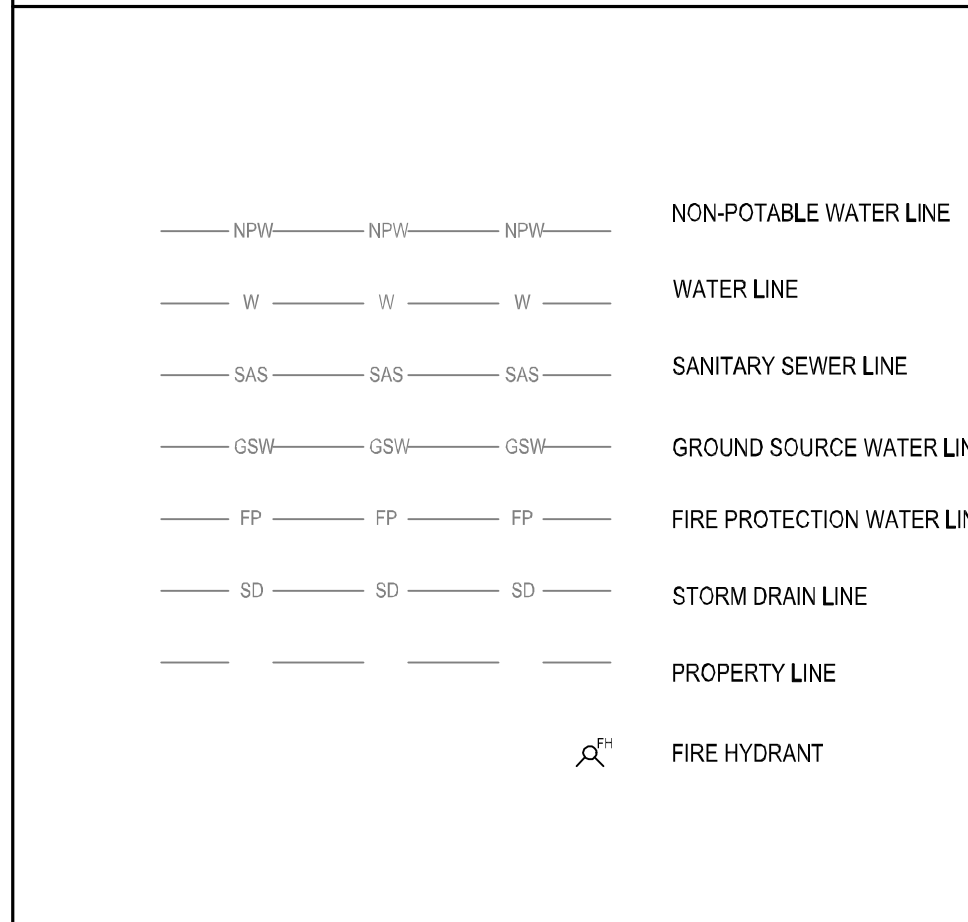 NPW NPW NPW NON-POTABLE WATER LINE
W W W WATER LINE
SAS SAS SAS SANITARY SEWER LINE
GSW GSW GSW GROUND SOURCE WATER
FP FP FP FIRE PROTECTION WATER
SD SD SD STORM DRAIN LINE
PROPERTY LINE
FH FIRE HYDRANT